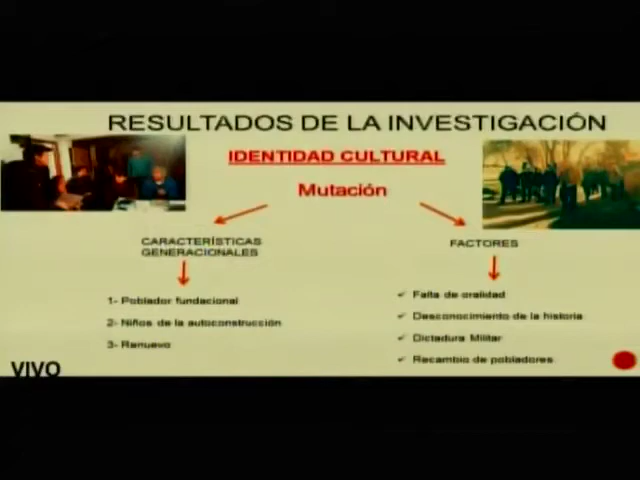 RESULTADOS DE LA INVESTIGACIÓN
IDENTIDAD CULTURAL
Mutación
CARACTERÍSTICAS
GENERACIONALES
1- Poblador fundacional
2- Niños de la autoconstrucción
3- Renuevo
FACTORES
✓ Falta de oralidad
✓ Desconocimiento de la historia
✓ Dictadura Militar
✓ Recambio de pobladores
VIVO